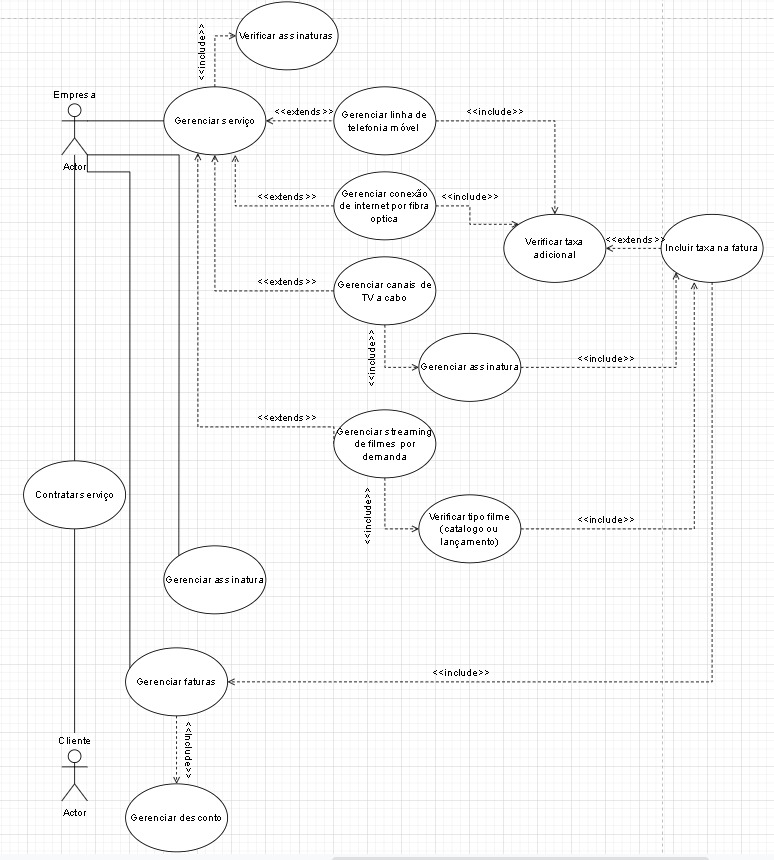 <<include>>
Verificar assinaturas
Empresa
Actor
Gerenciar serviço
<<extends>>
Gerenciar linha de
telefonia móvel
<<include>>
<<extends>>
Gerenciar conexão
de internet por fibra
optica
<<include>>
Verificar taxa
adicional
<<extends>>
Incluir taxa na fatura
<<extends>>
Gerenciar canais de
TV a cabo
<<include>>
Gerenciar assinatura
<<include>>
<<extends>>
Gerenciar streaming
de filmes por
demanda
<<include>>
Verificar tipo filme
(catalogo ou
lançamento)
<<include>>
Contratar serviço
Gerenciar assinatura
Gerenciar faturas
<<include>>
<<include>>
Cliente
Actor
Gerenciar desconto